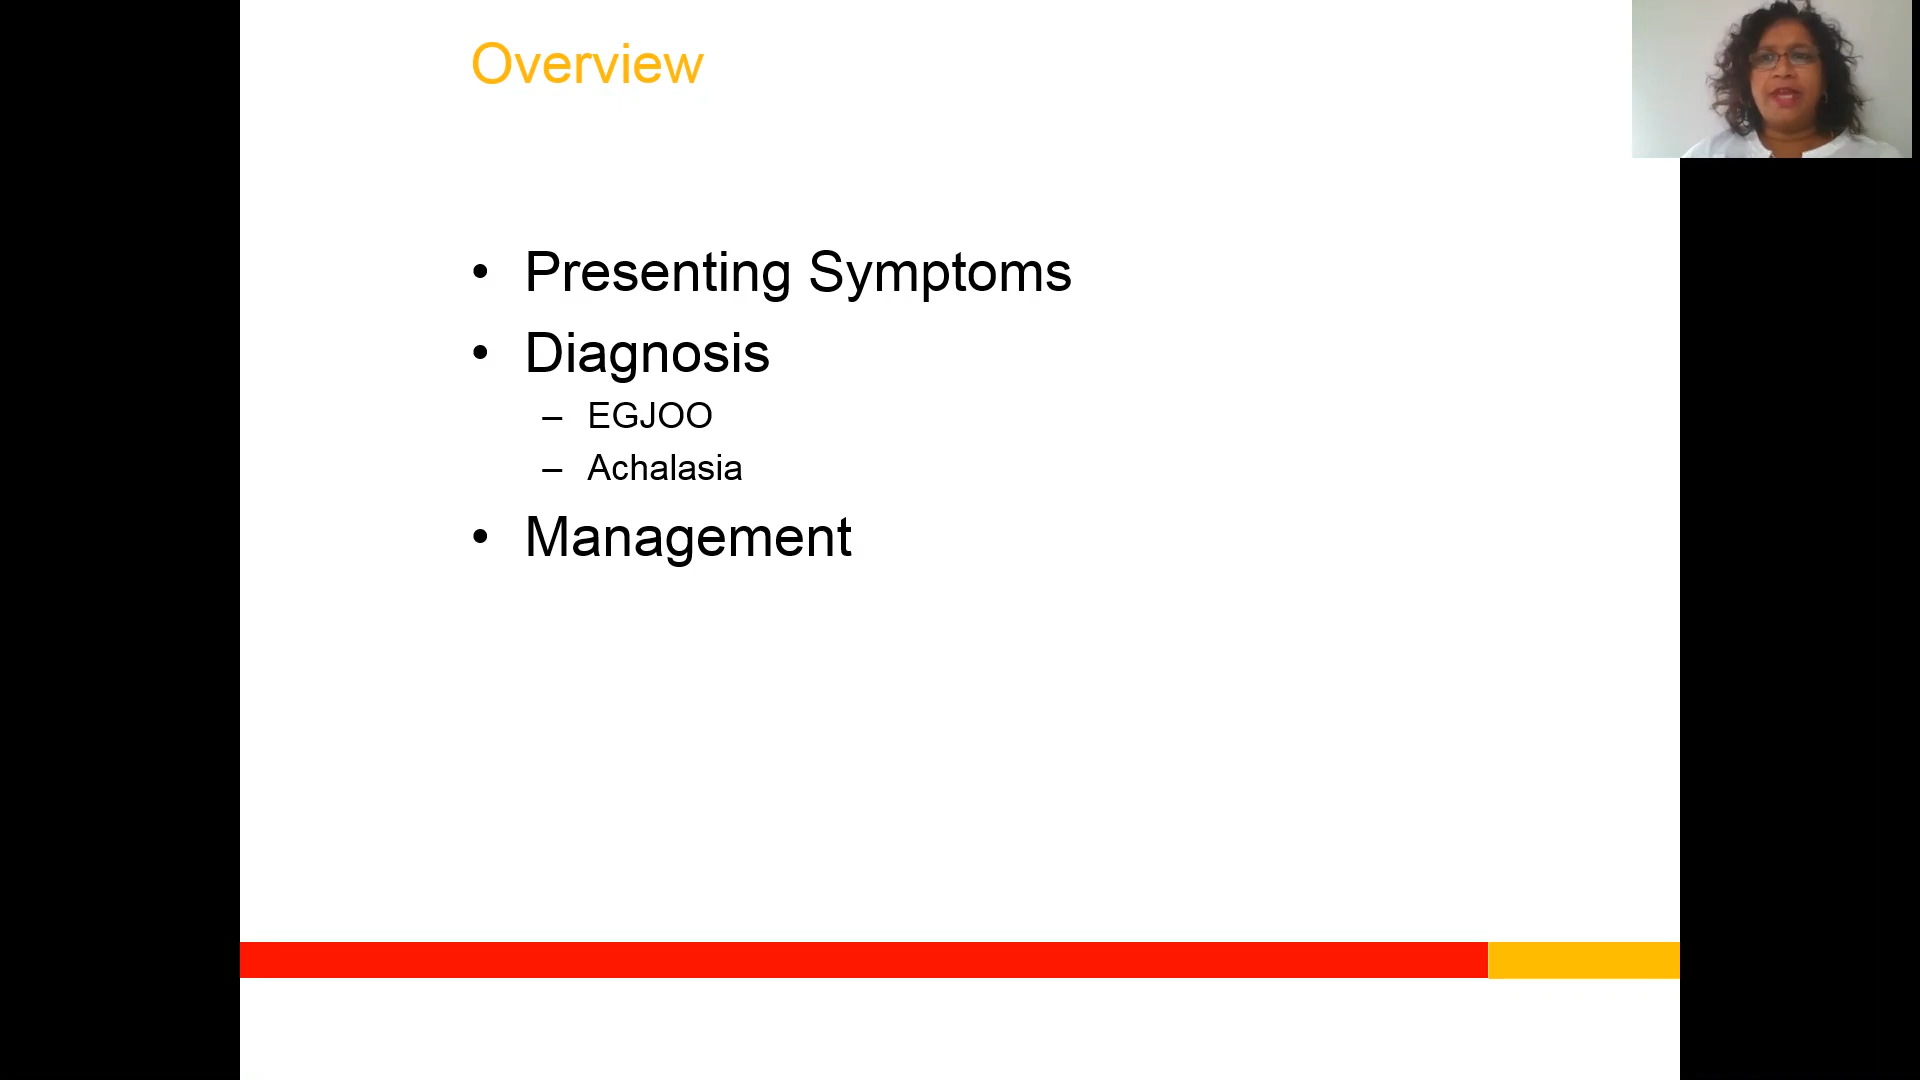 Overview
• Presenting Symptoms
• Diagnosis
– EGJOO
– Achalasia
• Management